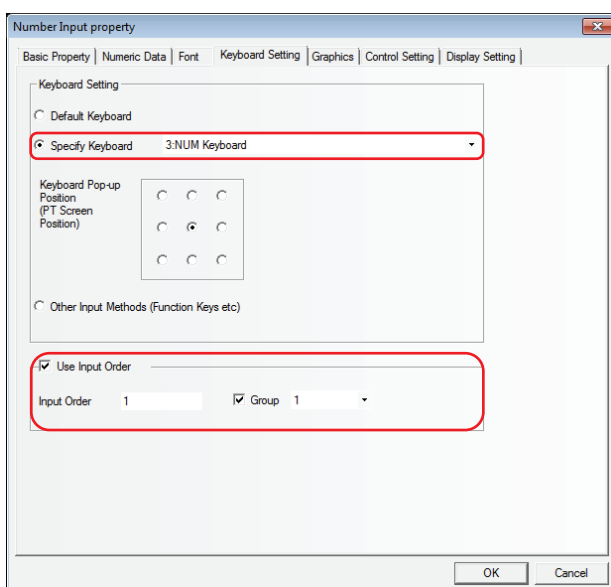 Number Input property
Basic Property Numeric Data Font Keyboard Setting Graphics Control Setting Display Setting
Keyboard Setting
Default Keyboard
Specify Keyboard 3:NUM Keyboard
Keyboard Pop-up
Position
(PT Screen
Position)
Other Input Methods (Function Keys etc)
Use Input Order
Input Order 1 Group 1
OK Cancel